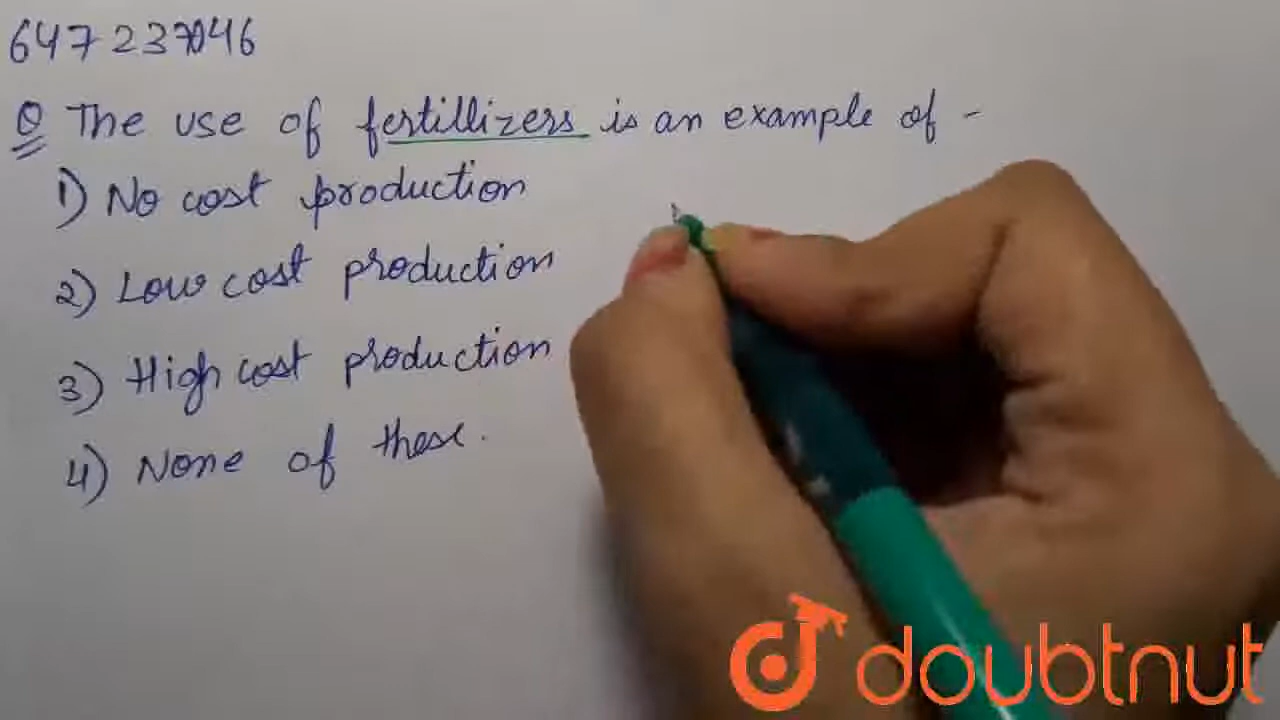 647237046
Q The use of fertillizers is an example of -
1) No cost production
2) Low cost production
3) High cost production
4) None of these.
doubtnut